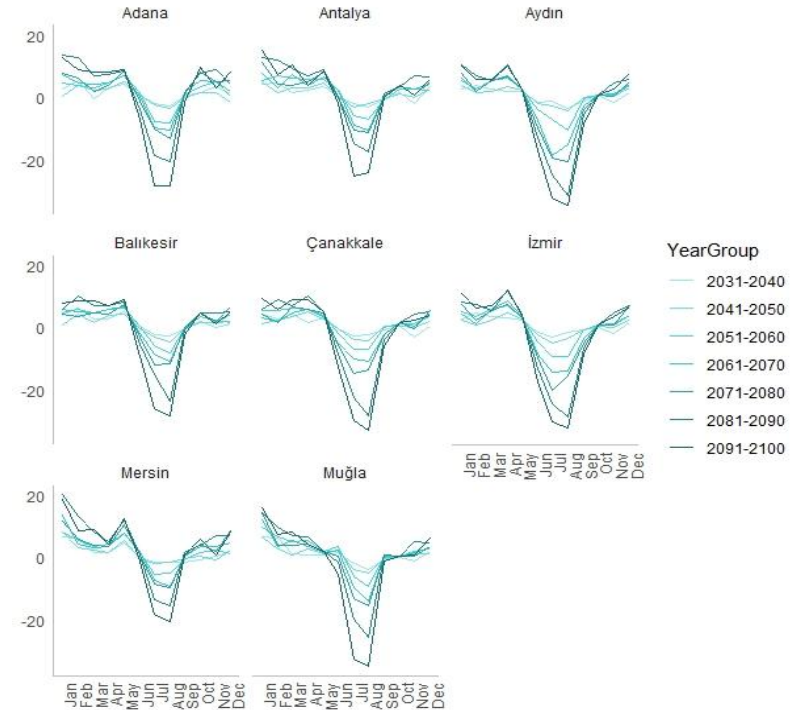 Adana Antalya Aydın
20
0
-20
Balıkesir Çanakkale İzmir
20
0
-20
YearGroup
2031-2040
2041-2050
2051-2060
2061-2070
2071-2080
2081-2090
2091-2100
Jan Feb Mar Apr May Jun Jul Aug Sep Oct Nov Dec
Mersin Muğla
20
0
-20
Jan Feb Mar Apr May Jun Jul Aug Sep Oct Nov Dec Jan Feb Mar Apr May Jun Jul Aug Sep Oct Nov Dec